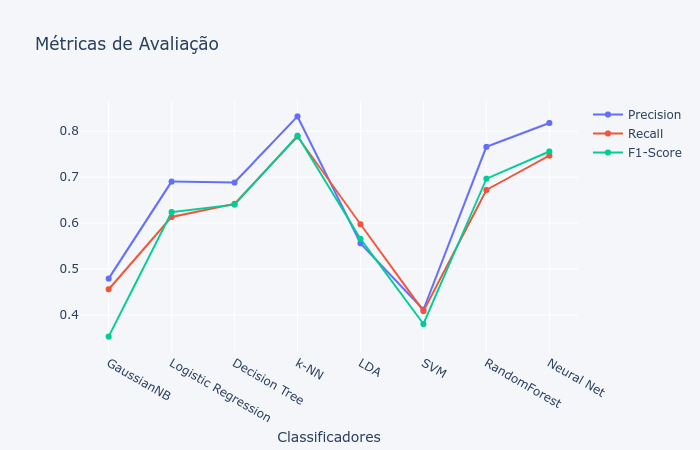 Métricas de Avaliação
Precision
Recall
F1-Score
0.8
0.7
0.6
0.5
0.4
GaussianNB
Logistic Regression
Decision Tree
k-NN
LDA
SVM
RandomForest
Neural Net
Classificadores